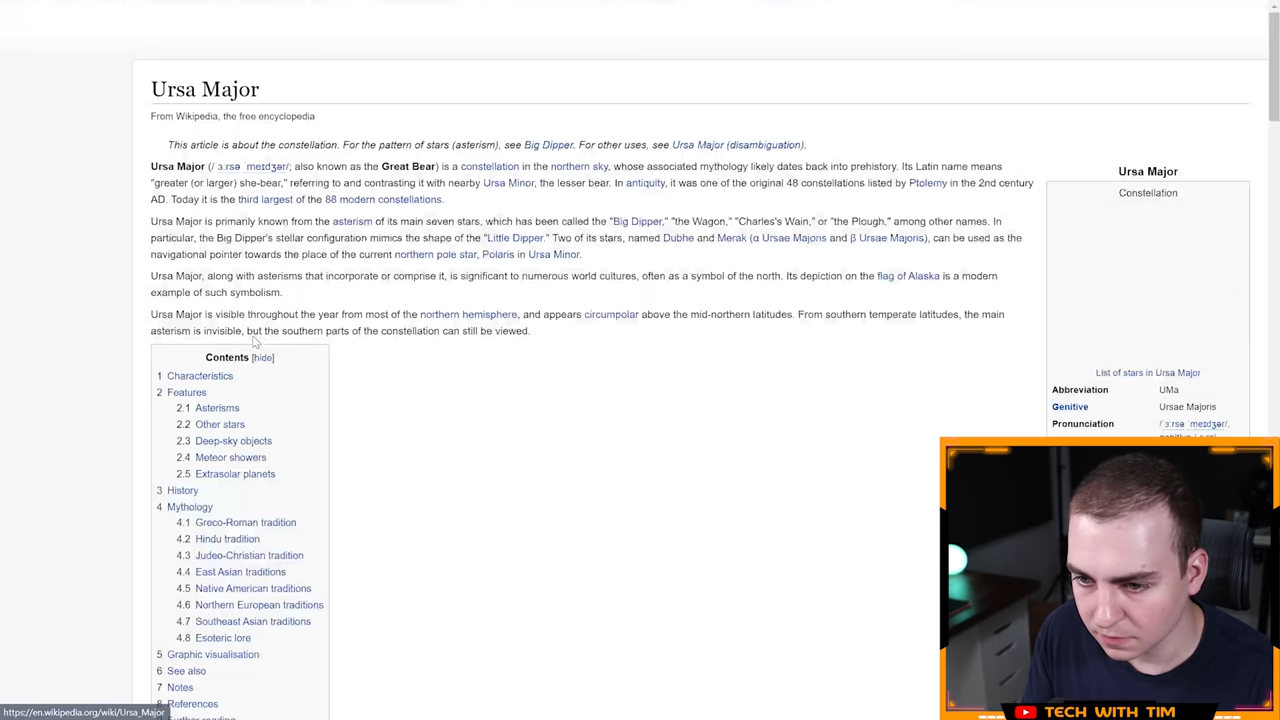 Ursa Major
From Wikipedia, the free encyclopedia
This article is about the constellation. For the pattern of stars (asterism), see Big Dipper. For other uses, see Ursa Major (disambiguation).
Ursa Major (/ˈɜːrsə ˈmeɪdʒər/; also known as the Great Bear) is a constellation in the northern sky, whose associated mythology likely dates back into prehistory. Its Latin name means
"greater (or larger) she-bear," referring to and contrasting it with nearby Ursa Minor, the lesser bear. In antiquity, it was one of the original 48 constellations listed by Ptolemy in the 2nd century
AD. Today it is the third largest of the 88 modern constellations.
Ursa Major is primarily known from the asterism of its main seven stars, which has been called the "Big Dipper," "the Wagon," "Charles's Wain," or "the Plough," among other names. In
particular, the Big Dipper's stellar configuration mimics the shape of the "Little Dipper." Two of its stars, named Dubhe and Merak (α Ursae Majoris and β Ursae Majoris), can be used as the
navigational pointer towards the place of the current northern pole star, Polaris in Ursa Minor.
Ursa Major, along with asterisms that incorporate or comprise it, is significant to numerous world cultures, often as a symbol of the north. Its depiction on the flag of Alaska is a modern
example of such symbolism.
Ursa Major is visible throughout the year from most of the northern hemisphere, and appears circumpolar above the mid-northern latitudes. From southern temperate latitudes, the main
asterism is invisible, but the southern parts of the constellation can still be viewed.
Contents [hide]
1 Characteristics
2 Features
2.1 Asterisms
2.2 Other stars
2.3 Deep-sky objects
2.4 Meteor showers
2.5 Extrasolar planets
3 History
4 Mythology
4.1 Greco-Roman tradition
4.2 Hindu tradition
4.3 Judeo-Christian tradition
4.4 East Asian traditions
4.5 Native American traditions
4.6 Northern European traditions
4.7 Southeast Asian traditions
4.8 Esoteric lore
5 Graphic visualisation
6 See also
7 Notes
8 References
Ursa Major
Constellation
List of stars in Ursa Major
Abbreviation UMa
Genitive Ursae Majoris
Pronunciation /ˈɜːrsə ˈmeɪdʒər/,
https://en.wikipedia.org/wiki/Ursa_Major
TECH WITH TIM